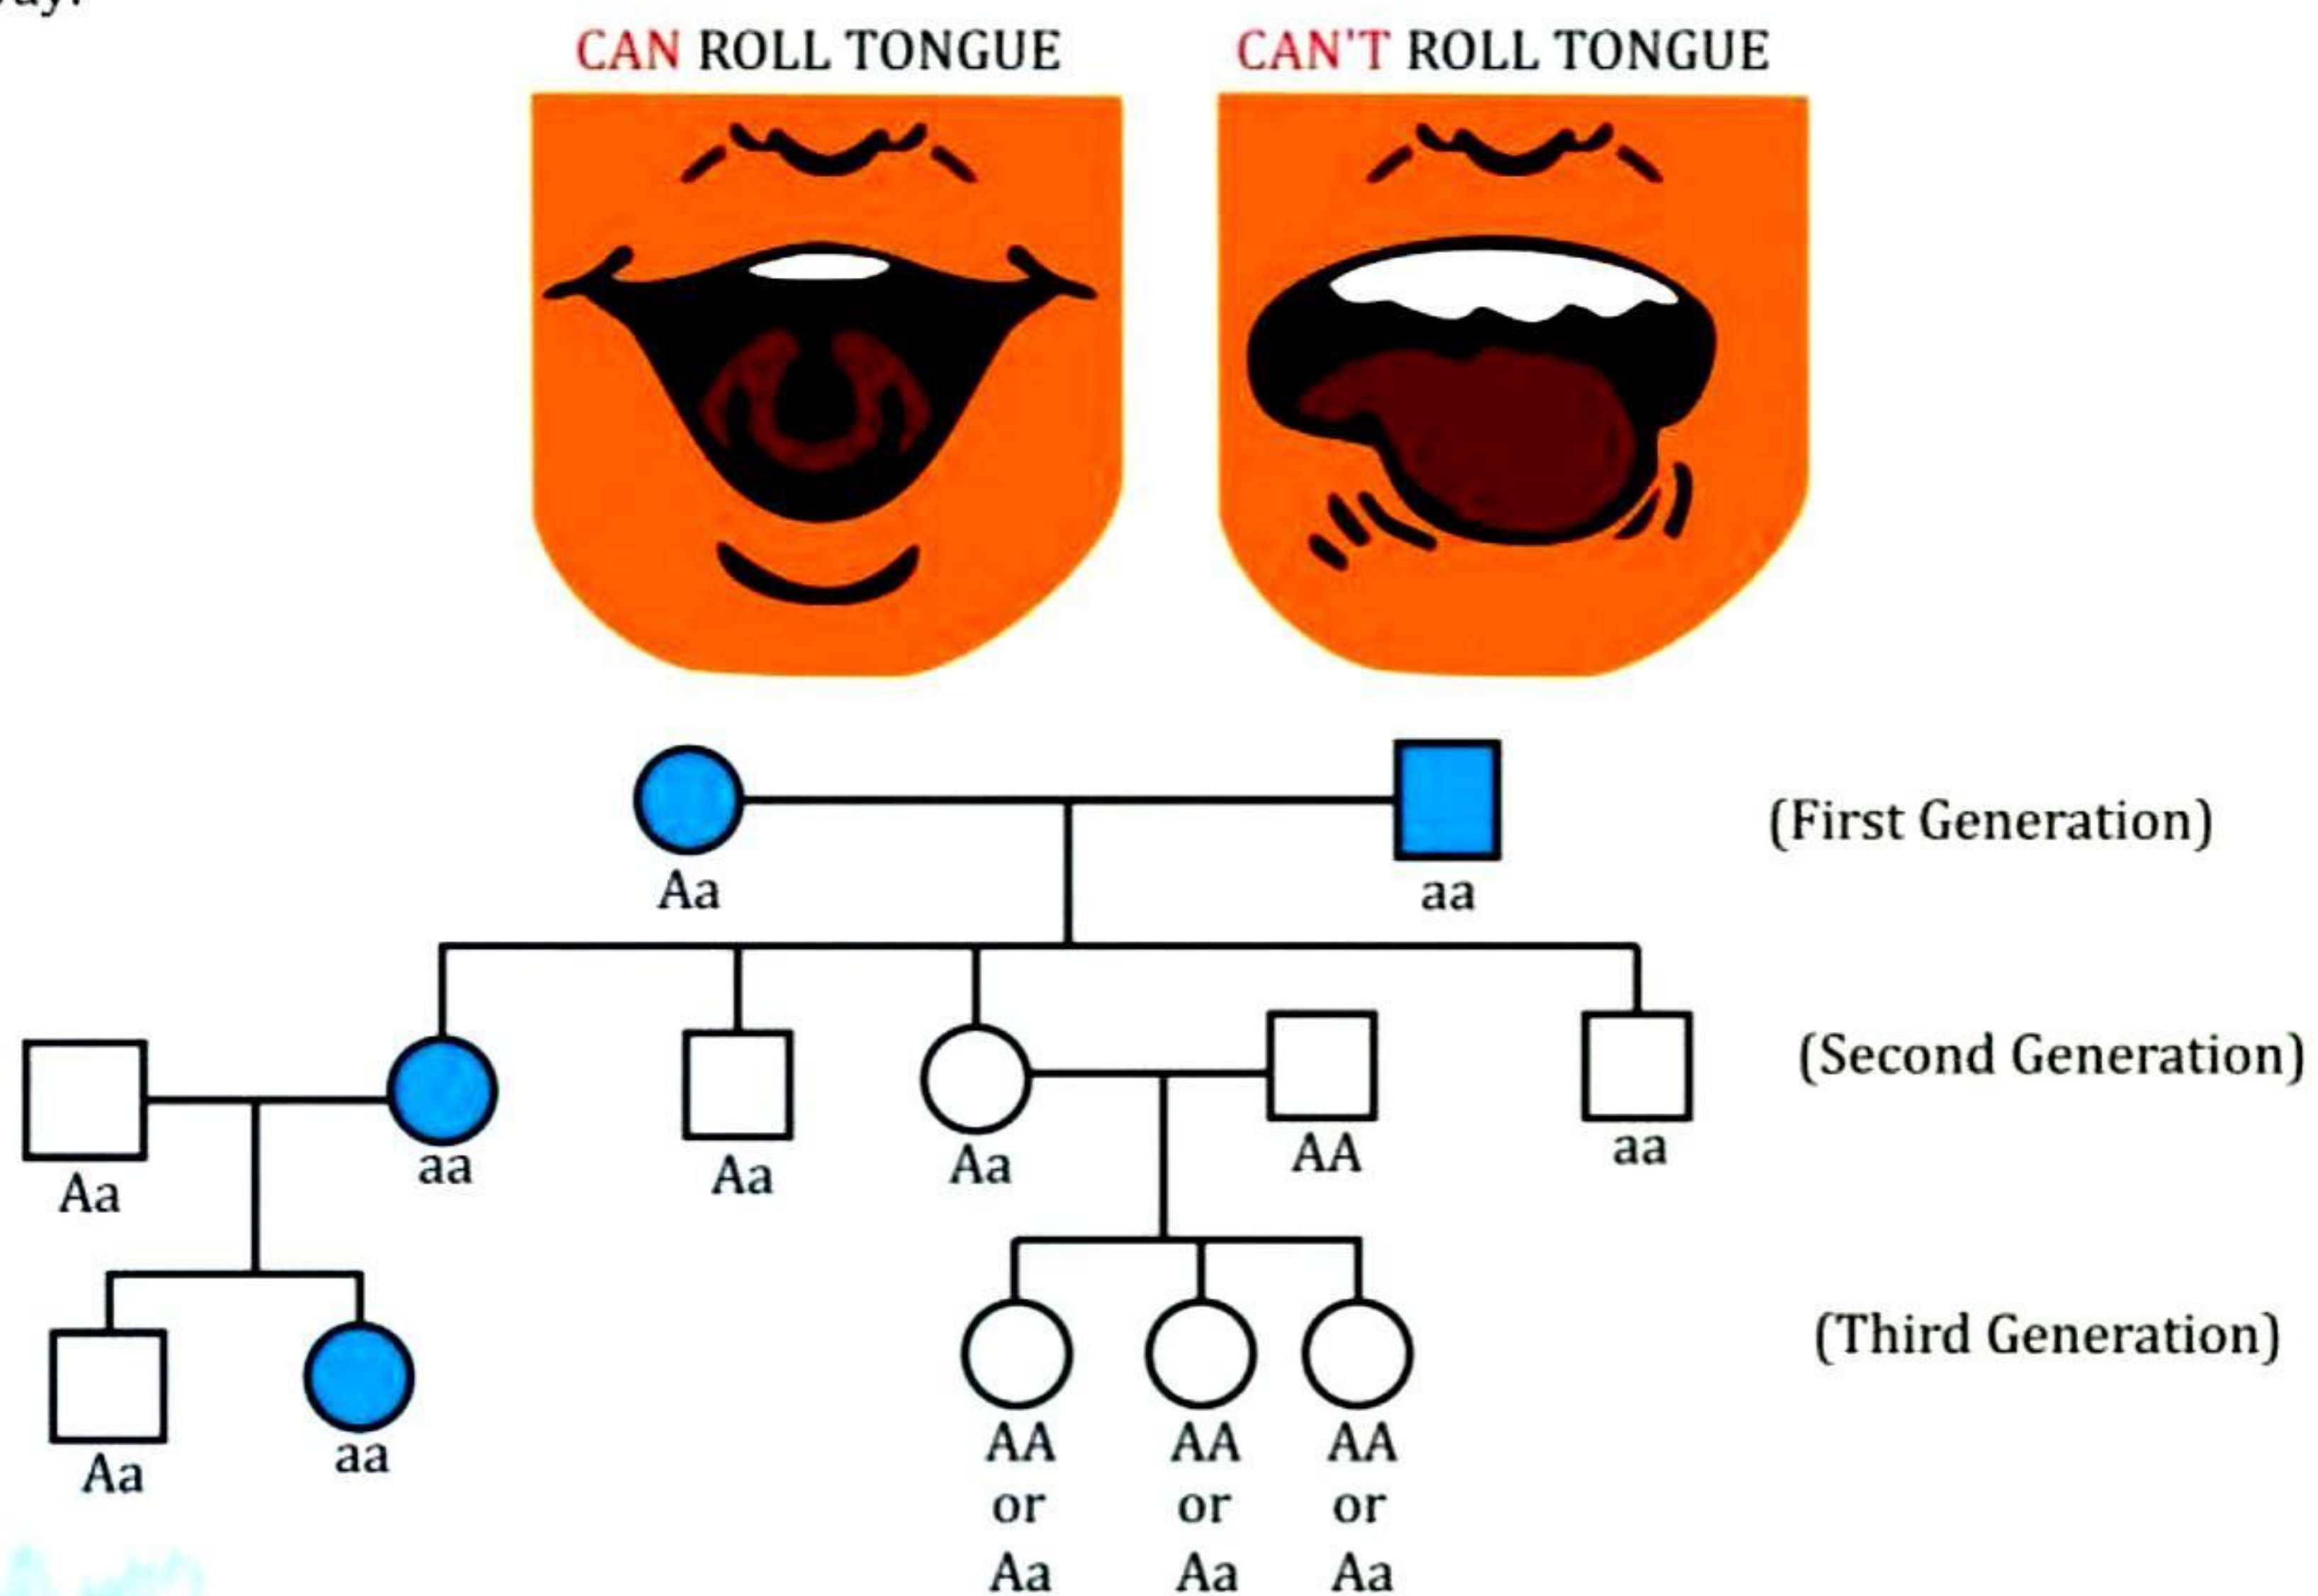 CAN ROLL TONGUE
CAN'T ROLL TONGUE
(First Generation)
Aa
aa
(Second Generation)
Aa
aa
Aa
Aa
AA
aa
(Third Generation)
Aa
aa
AA
or
Aa
AA
or
Aa
AA
or
Aa